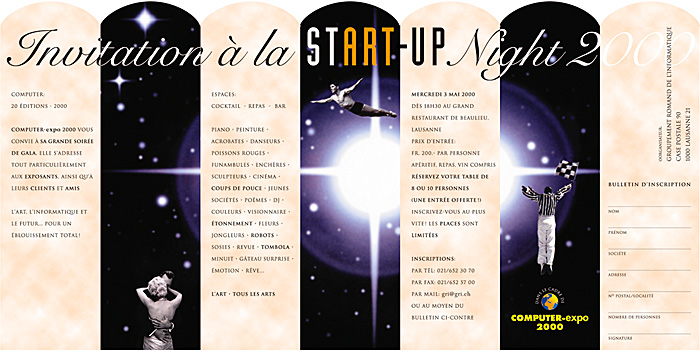 Invitation à la START-UP Night 2000
COMPUTER:
20 ÉDITIONS · 2000
COMPUTER-expo 2000 VOUS
CONVIE À SA GRANDE SOIRÉE
DE GALA. ELLE S'ADRESSE
TOUT PARTICULIÈREMENT
AUX EXPOSANTS, AINSI QU'À
LEURS CLIENTS ET AMIS
L'ART, L'INFORMATIQUE ET
LE FUTUR... POUR UN
ÉBLOUISSEMENT TOTAL!
ESPACES:
COCKTAIL · REPAS · BAR
PIANO · PEINTURE ·
ACROBATES · DANSEURS ·
POISSONS ROUGES ·
FUNAMBULES · ENCHÈRES ·
SCULPTEURS · CINÉMA ·
COUPS DE POUCE · JEUNES
SOCIÉTÉS · POÈMES · DJ ·
COULEURS · VISIONNAIRE ·
ÉTONNEMENT · FLEURS ·
JONGLEURS · ROBOTS ·
SOSIES · REVUE · TOMBOLA ·
MINUIT · GÂTEAU SURPRISE ·
ÉMOTION · RÊVE...
L'ART · TOUS LES ARTS
MERCREDI 3 MAI 2000
DÈS 18H30 AU GRAND
RESTAURANT DE BEAULIEU,
LAUSANNE
PRIX D'ENTRÉE:
FR. 200.- PAR PERSONNE
APÉRITIF, REPAS, VIN COMPRIS
RÉSERVEZ VOTRE TABLE DE
8 OU 10 PERSONNES
(UNE ENTRÉE OFFERTE!)
INSCRIVEZ-VOUS AU PLUS
VITE! LES PLACES SONT
LIMITÉES
INSCRIPTIONS:
PAR TÉL: 021/652 30 70
PAR FAX: 021/652 57 00
PAR MAIL: gri@gri.ch
OU AU MOYEN DU
BULLETIN CI-CONTRE
DANS LE CADRE DE
COMPUTER-expo
2000
COORGANISATEUR:
GROUPEMENT ROMAND DE L'INFORMATIQUE
CASE POSTALE 90
1000 LAUSANNE 21
BULLETIN D'INSCRIPTION
NOM
PRÉNOM
SOCIÉTÉ
ADRESSE
N° POSTAL/LOCALITÉ
NOMBRE DE PERSONNES
SIGNATURE